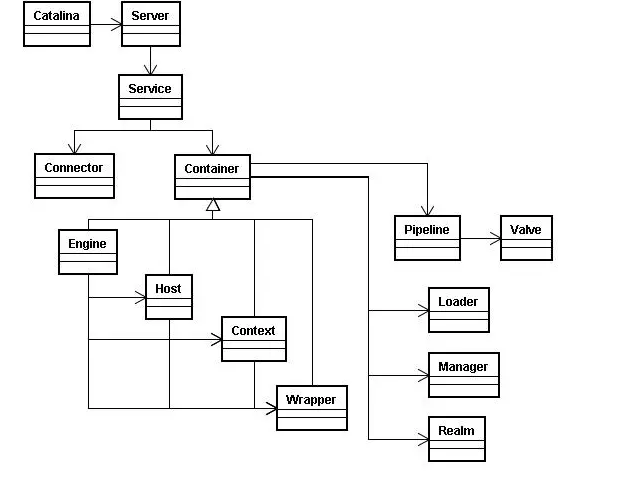 Catalina
Server
Service
Connector
Container
Pipeline
Valve
Engine
Host
Loader
Context
Manager
Wrapper
Realm